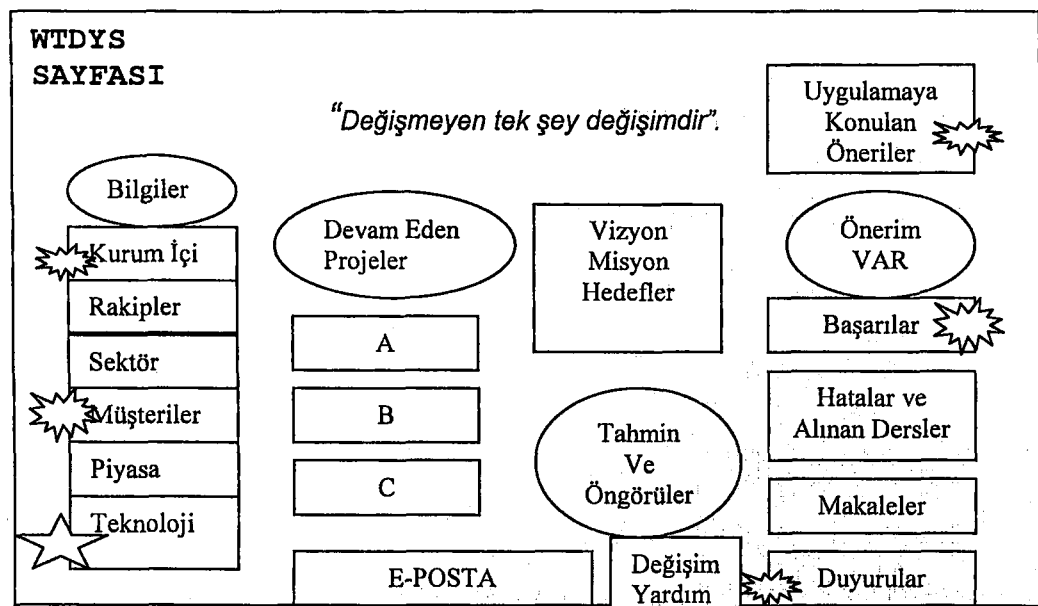 WTDYS
SAYFASI
“Değişmeyen tek şey değişimdir”.
Uygulamaya
Konulan
Öneriler
Bilgiler
Kurum İçi
Rakipler
Sektör
Müşteriler
Piyasa
Teknoloji
Devam Eden
Projeler
A
B
C
E-POSTA
Vizyon
Misyon
Hedefler
Tahmin
Ve
Öngörüler
Değişim
Yardım
Önerim
VAR
Başarılar
Hatalar ve
Alınan Dersler
Makaleler
Duyurular